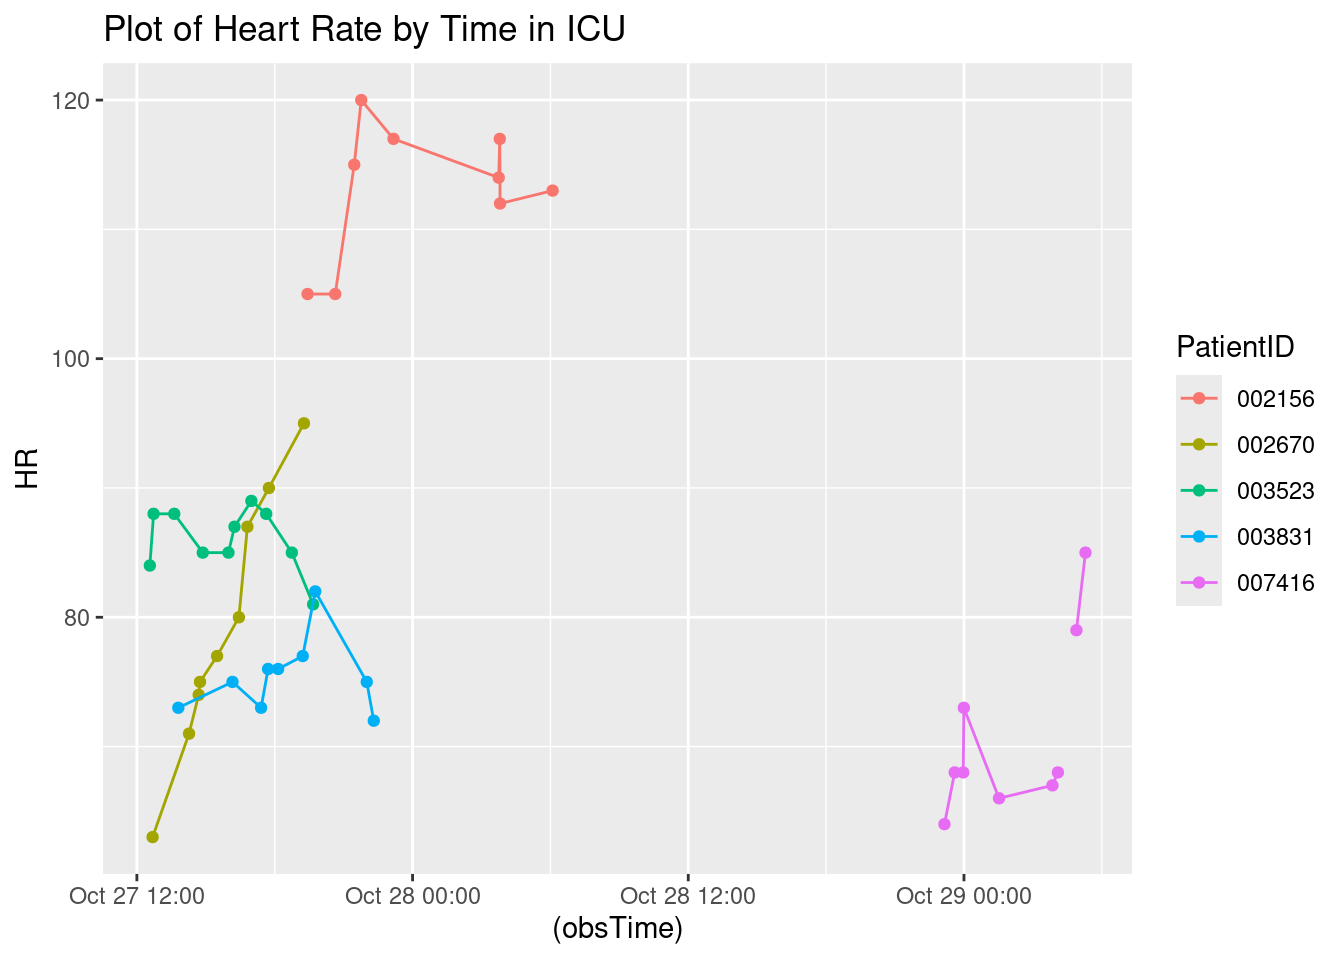 Plot of Heart Rate by Time in ICU
120
100
80
HR
Oct 27 12:00
Oct 28 00:00
Oct 28 12:00
Oct 29 00:00
(obsTime)
PatientID
002156
002670
003523
003831
007416